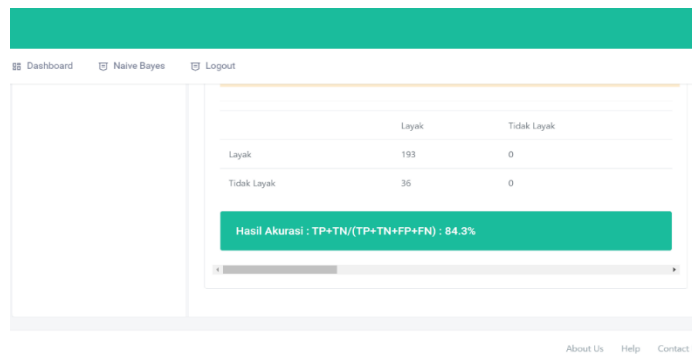 Dashboard Naive Bayes Logout
Layak Tidak Layak
Layak 193 0
Tidak Layak 36 0
Hasil Akurasi : TP+TN/(TP+TN+FP+FN) : 84.3%
About Us Help Contact